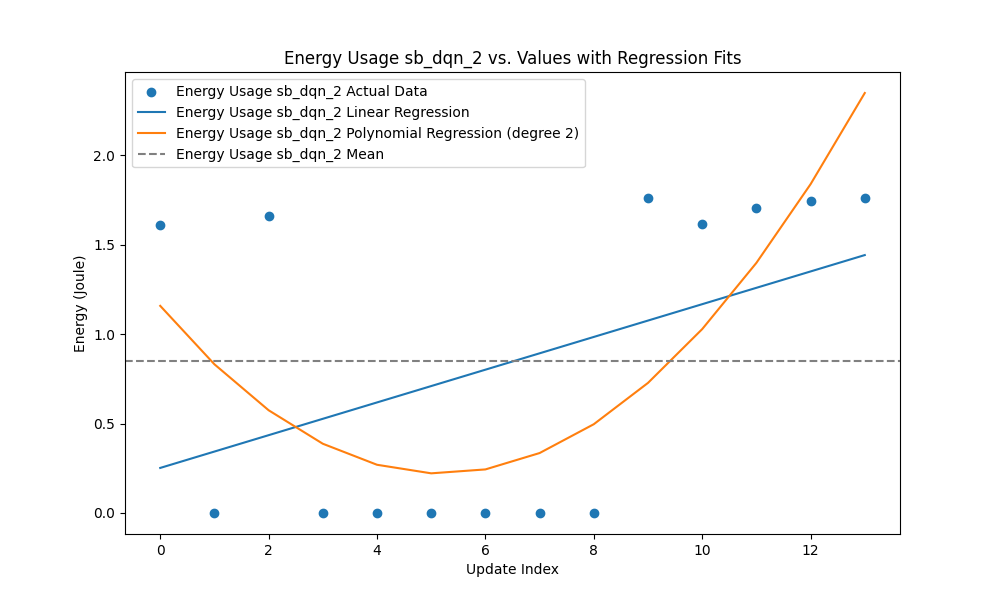 Energy Usage sb_dqn_2 vs. Values with Regression Fits
Energy Usage sb_dqn_2 Actual Data
Energy Usage sb_dqn_2 Linear Regression
Energy Usage sb_dqn_2 Polynomial Regression (degree 2)
Energy Usage sb_dqn_2 Mean
Energy (Joule)
2.0
1.5
1.0
0.5
0.0
0 2 4 6 8 10 12
Update Index